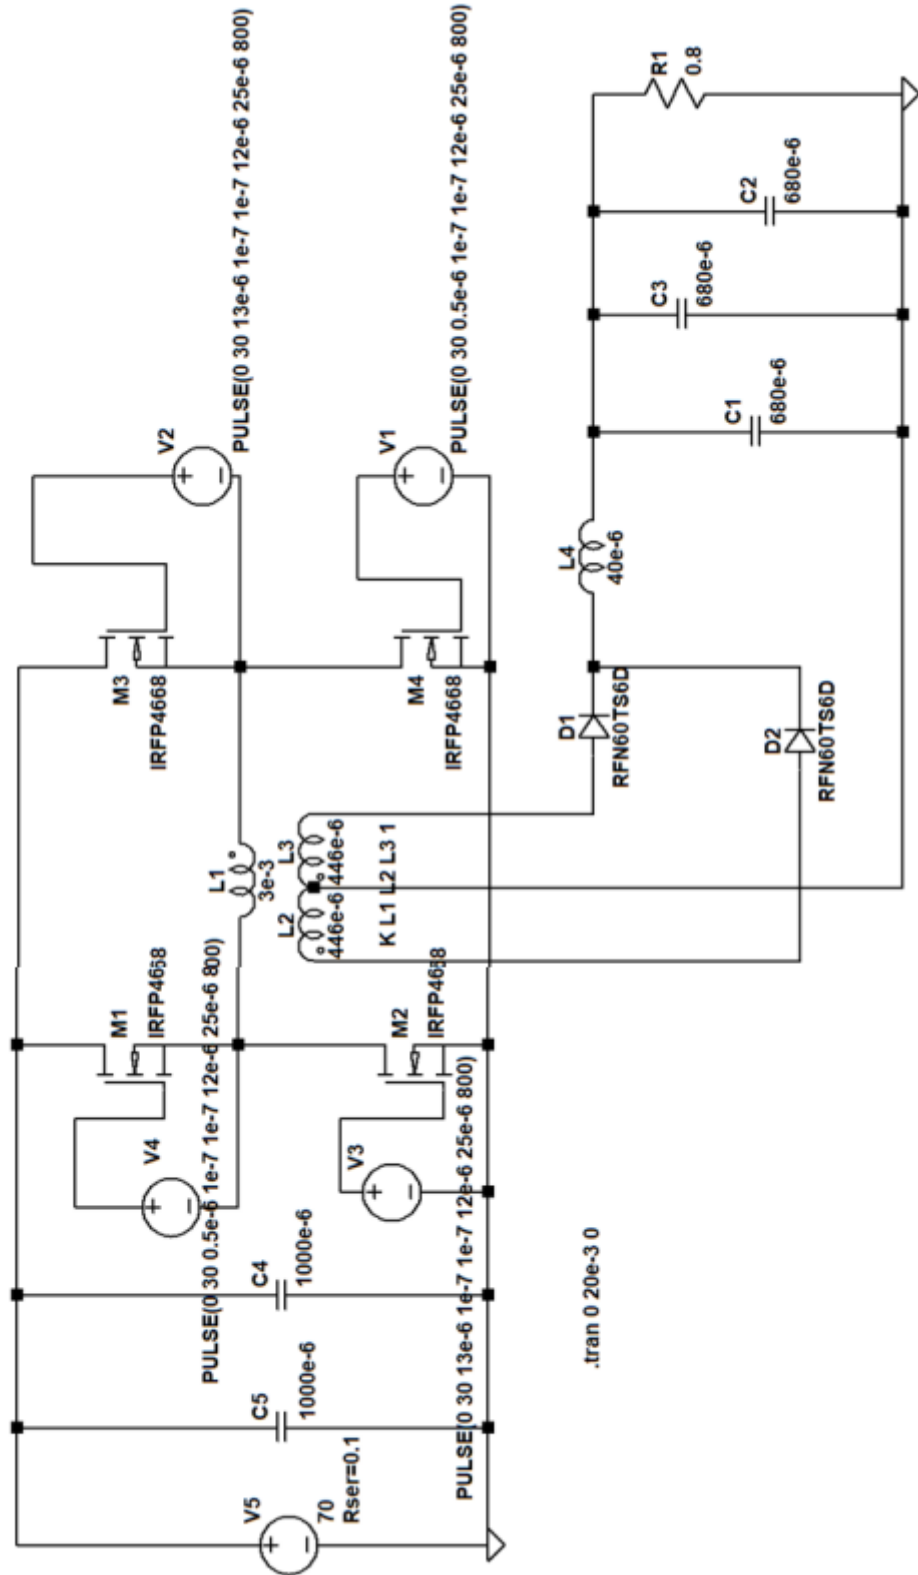 V5
70
Rser=0.1
C5
1000e-6
C4
1000e-6
V4
PULSE(0 30 0.5e-6 1e-7 1e-7 12e-6 25e-6 800)
M1
IRFP4668
V3
PULSE(0 30 13e-6 1e-7 1e-7 12e-6 25e-6 800)
M2
IRFP4668
L1
3e-3
L2
446e-6
L3
446e-6
K L1 L2 L3 1
M3
IRFP4668
V2
PULSE(0 30 13e-6 1e-7 1e-7 12e-6 25e-6 800)
M4
IRFP4668
V1
PULSE(0 30 0.5e-6 1e-7 1e-7 12e-6 25e-6 800)
D1
RFN60TS6D
D2
RFN60TS6D
L4
40e-6
C1
680e-6
C3
680e-6
C2
680e-6
R1
0.8
.tran 0 20e-3 0